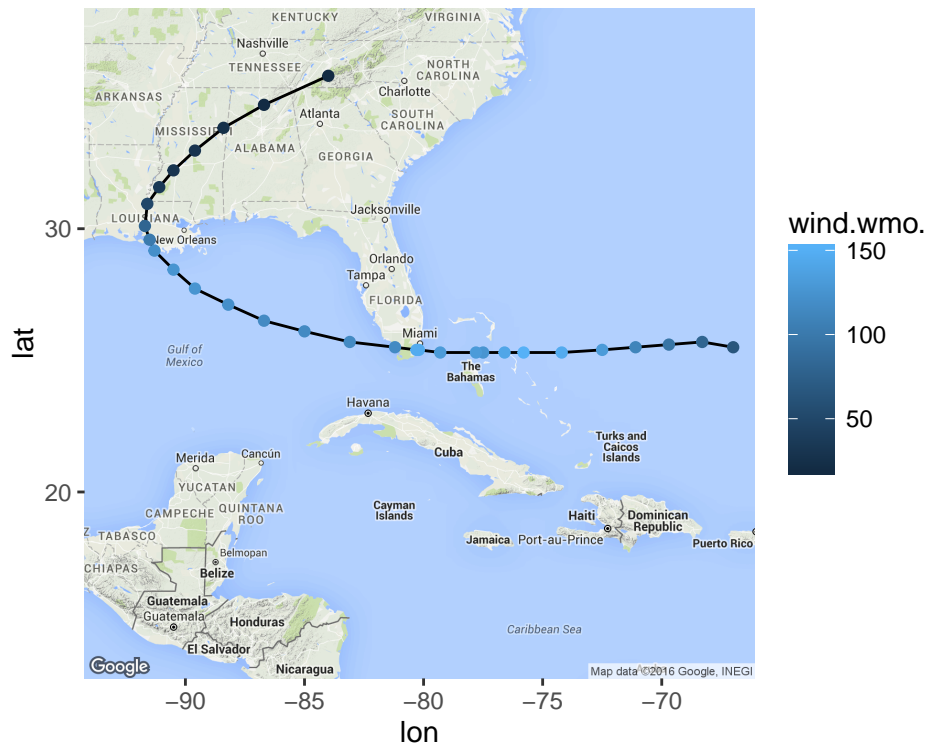 KENTUCKY
VIRGINIA
Nashville
TENNESSEE
NORTH
CAROLINA
ARKANSAS
Charlotte
Atlanta
SOUTH
CAROLINA
MISSISSIPPI
ALABAMA
GEORGIA
Jacksonville
LOUISIANA
New Orleans
Orlando
Tampa
FLORIDA
Miami
Gulf of
Mexico
The
Bahamas
Havana
Cuba
Turks and
Caicos
Islands
Merida
Cancún
YUCATAN
CAMPECHE
QUINTANA
ROO
Cayman
Islands
Haiti
Dominican
Republic
Z
TABASCO
Jamaica
Port-au-Prince
Puerto Rico
CHIAPAS
Belmopan
Belize
Guatemala
Guatemala
Honduras
El Salvador
Caribbean Sea
Nicaragua
Google
Map data ©2016 Google, INEGI
30
20
lat
−90
−85
−80
−75
−70
lon
wind.wmo.
150
100
50